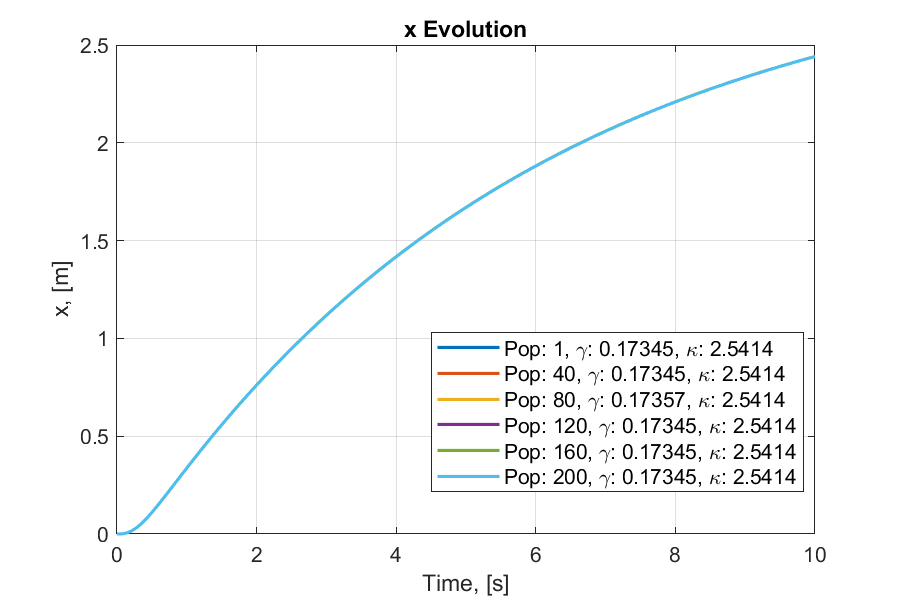 x Evolution
2.5
2
1.5
1
0.5
0
x, [m]
Pop: 1, γ: 0.17345, κ: 2.5414
Pop: 40, γ: 0.17345, κ: 2.5414
Pop: 80, γ: 0.17357, κ: 2.5414
Pop: 120, γ: 0.17345, κ: 2.5414
Pop: 160, γ: 0.17345, κ: 2.5414
Pop: 200, γ: 0.17345, κ: 2.5414
0 2 4 6 8 10
Time, [s]